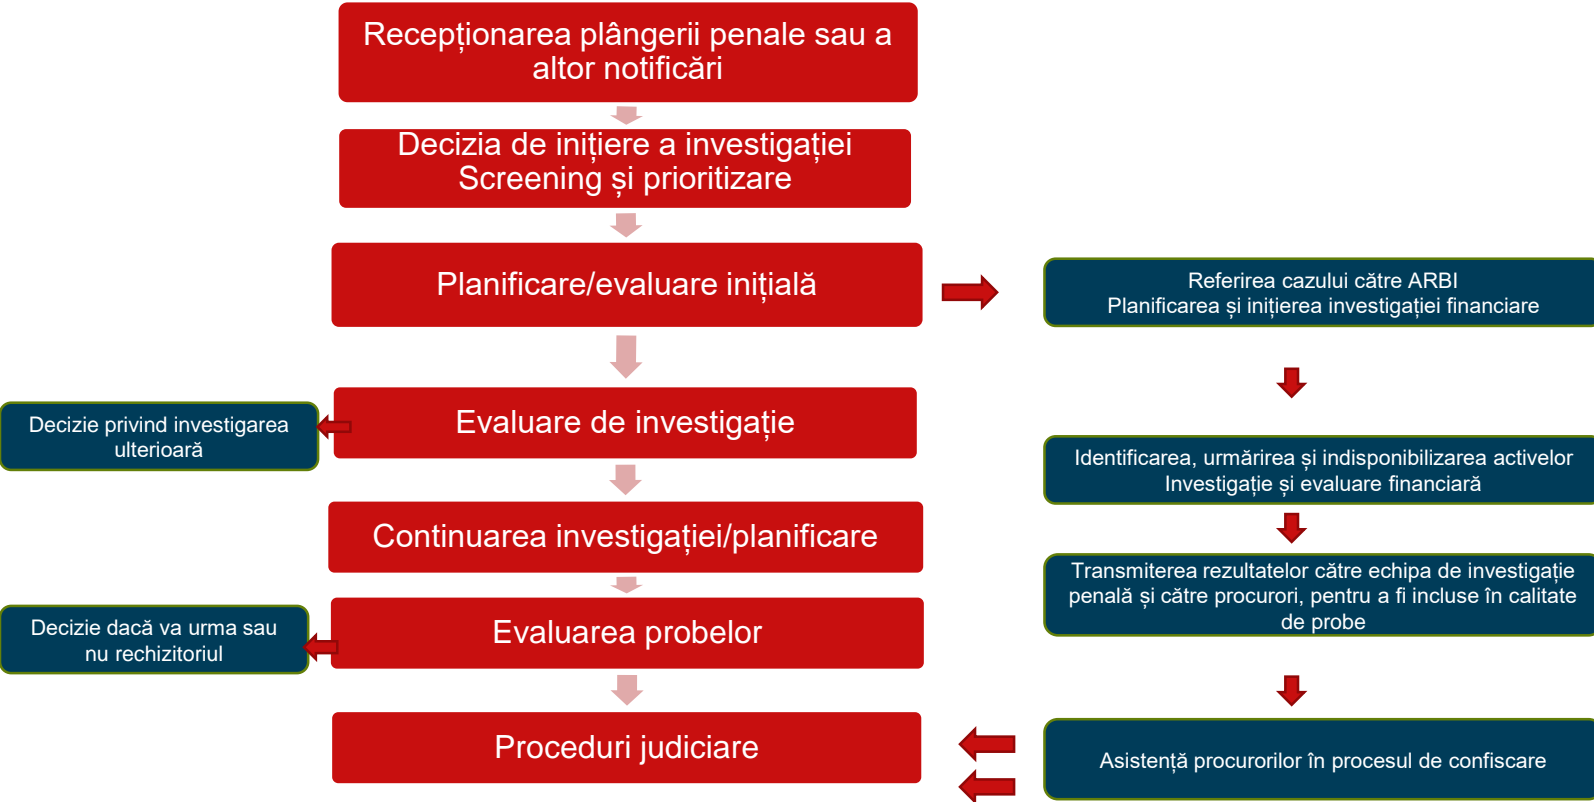 Recepționarea plângerii penale sau a
altor notificări
Decizia de inițiere a investigației
Screening și prioritizare
Planificare/evaluare inițială
Referirea cazului către ARBI
Planificarea și inițierea investigației financiare
Evaluare de investigație
Decizie privind investigarea
ulterioară
Identificarea, urmărirea și indisponibilizarea activelor
Investigație și evaluare financiară
Continuarea investigației/planificare
Transmiterea rezultatelor către echipa de investigație
penală și către procurori, pentru a fi incluse în calitate
de probe
Evaluarea probelor
Decizie dacă va urma sau
nu rechizitoriul
Proceduri judiciare
Asistență procurorilor în procesul de confiscare